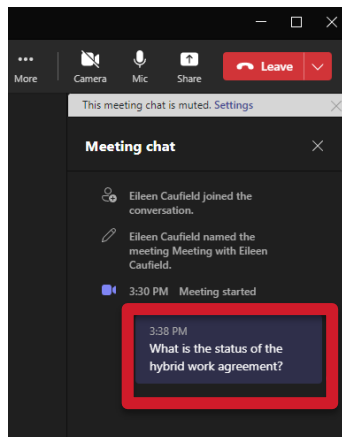 More
Camera
Mic
Share
Leave
This meeting chat is muted. Settings
Meeting chat
Eileen Caufield joined the
conversation.
Eileen Caufield named the
meeting Meeting with Eileen
Caufield.
3:30 PM Meeting started
3:38 PM
What is the status of the
hybrid work agreement?